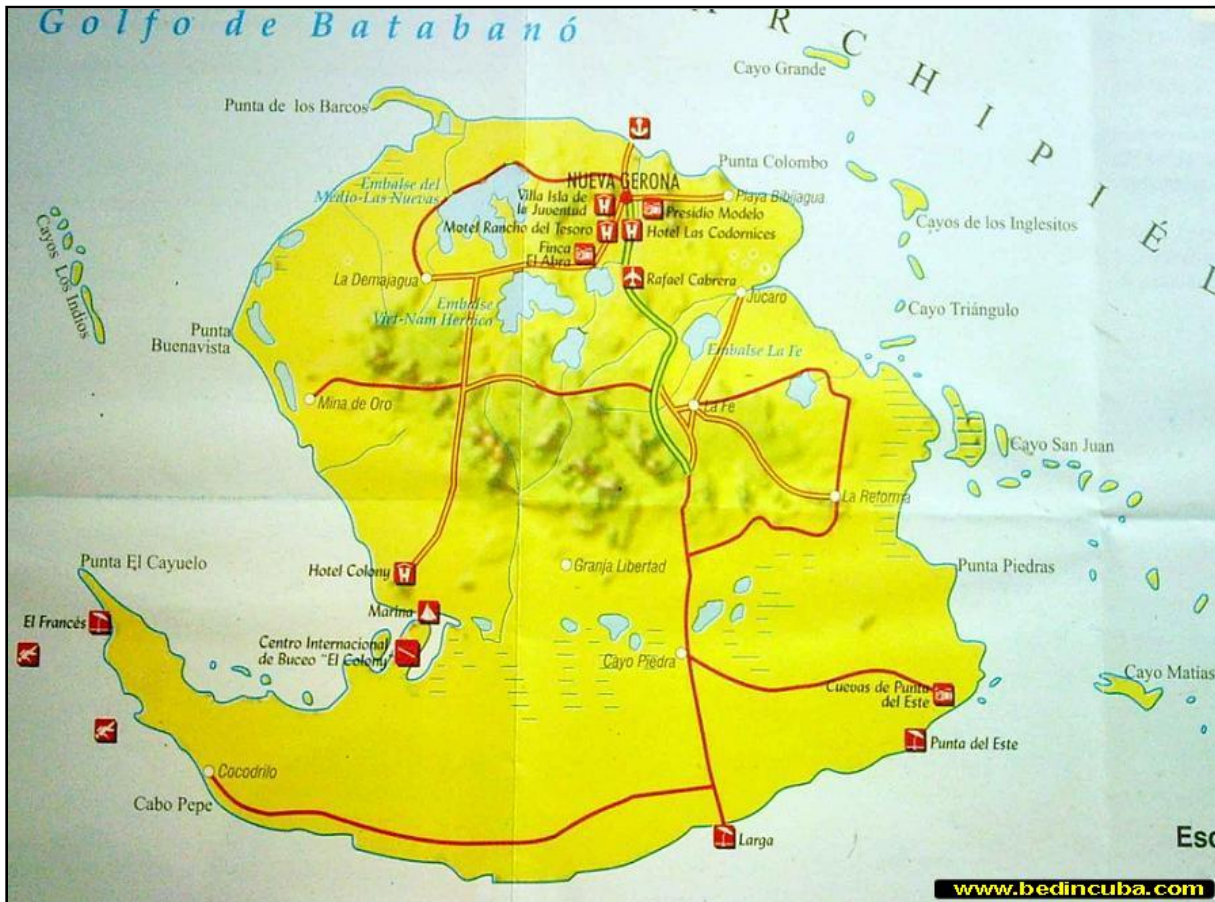 Golfo de Batabanó
ARCHIPIÉL
Cayo Grande
Punta de los Barcos
Punta Colombo
NUEVA GERONA
Embalse del
Medio-Las Nuevas
Villa Isla de
la Juventud
Playa Bibijagua
Presidio Modelo
Cayos de los Inglesitos
Motel Rancho del Tesoro
Hotel Las Codornices
Finca
El Abra
Cayos Los Indios
La Demajagua
Rafael Cabrera
Júcaro
Embalse
Viet-Nam Heroico
Cayo Triángulo
Punta
Buenavista
Embalse La Fe
Mina de Oro
La Fe
Cayo San Juan
La Reforma
Punta El Cayuelo
Hotel Colony
Granja Libertad
Punta Piedras
El Francés
Marina
Centro Internacional
de Buceo "El Colony"
Cayo Piedra
Cayo Matías
Cuevas de Punta
del Este
Punta del Este
Cocodrilo
Cabo Pepe
Larga
Esc
www.bedincuba.com